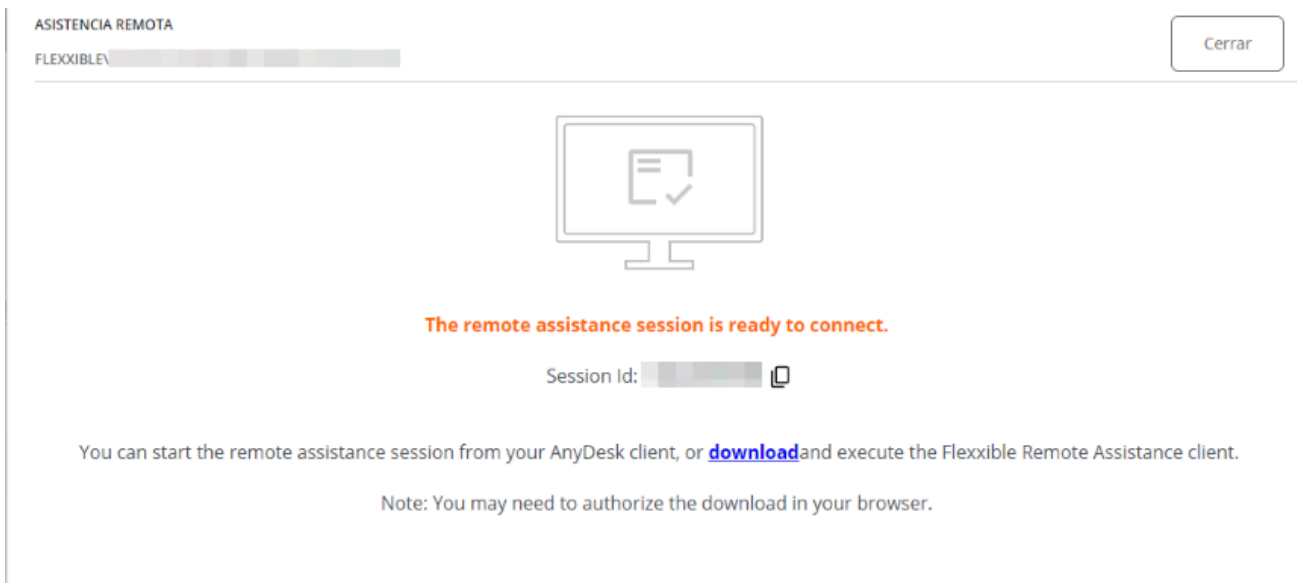 ASISTENCIA REMOTA
Cerrar
FLEXXIBLE\
The remote assistance session is ready to connect.
Session Id:
You can start the remote assistance session from your AnyDesk client, or downloadand execute the Flexxible Remote Assistance client.
Note: You may need to authorize the download in your browser.